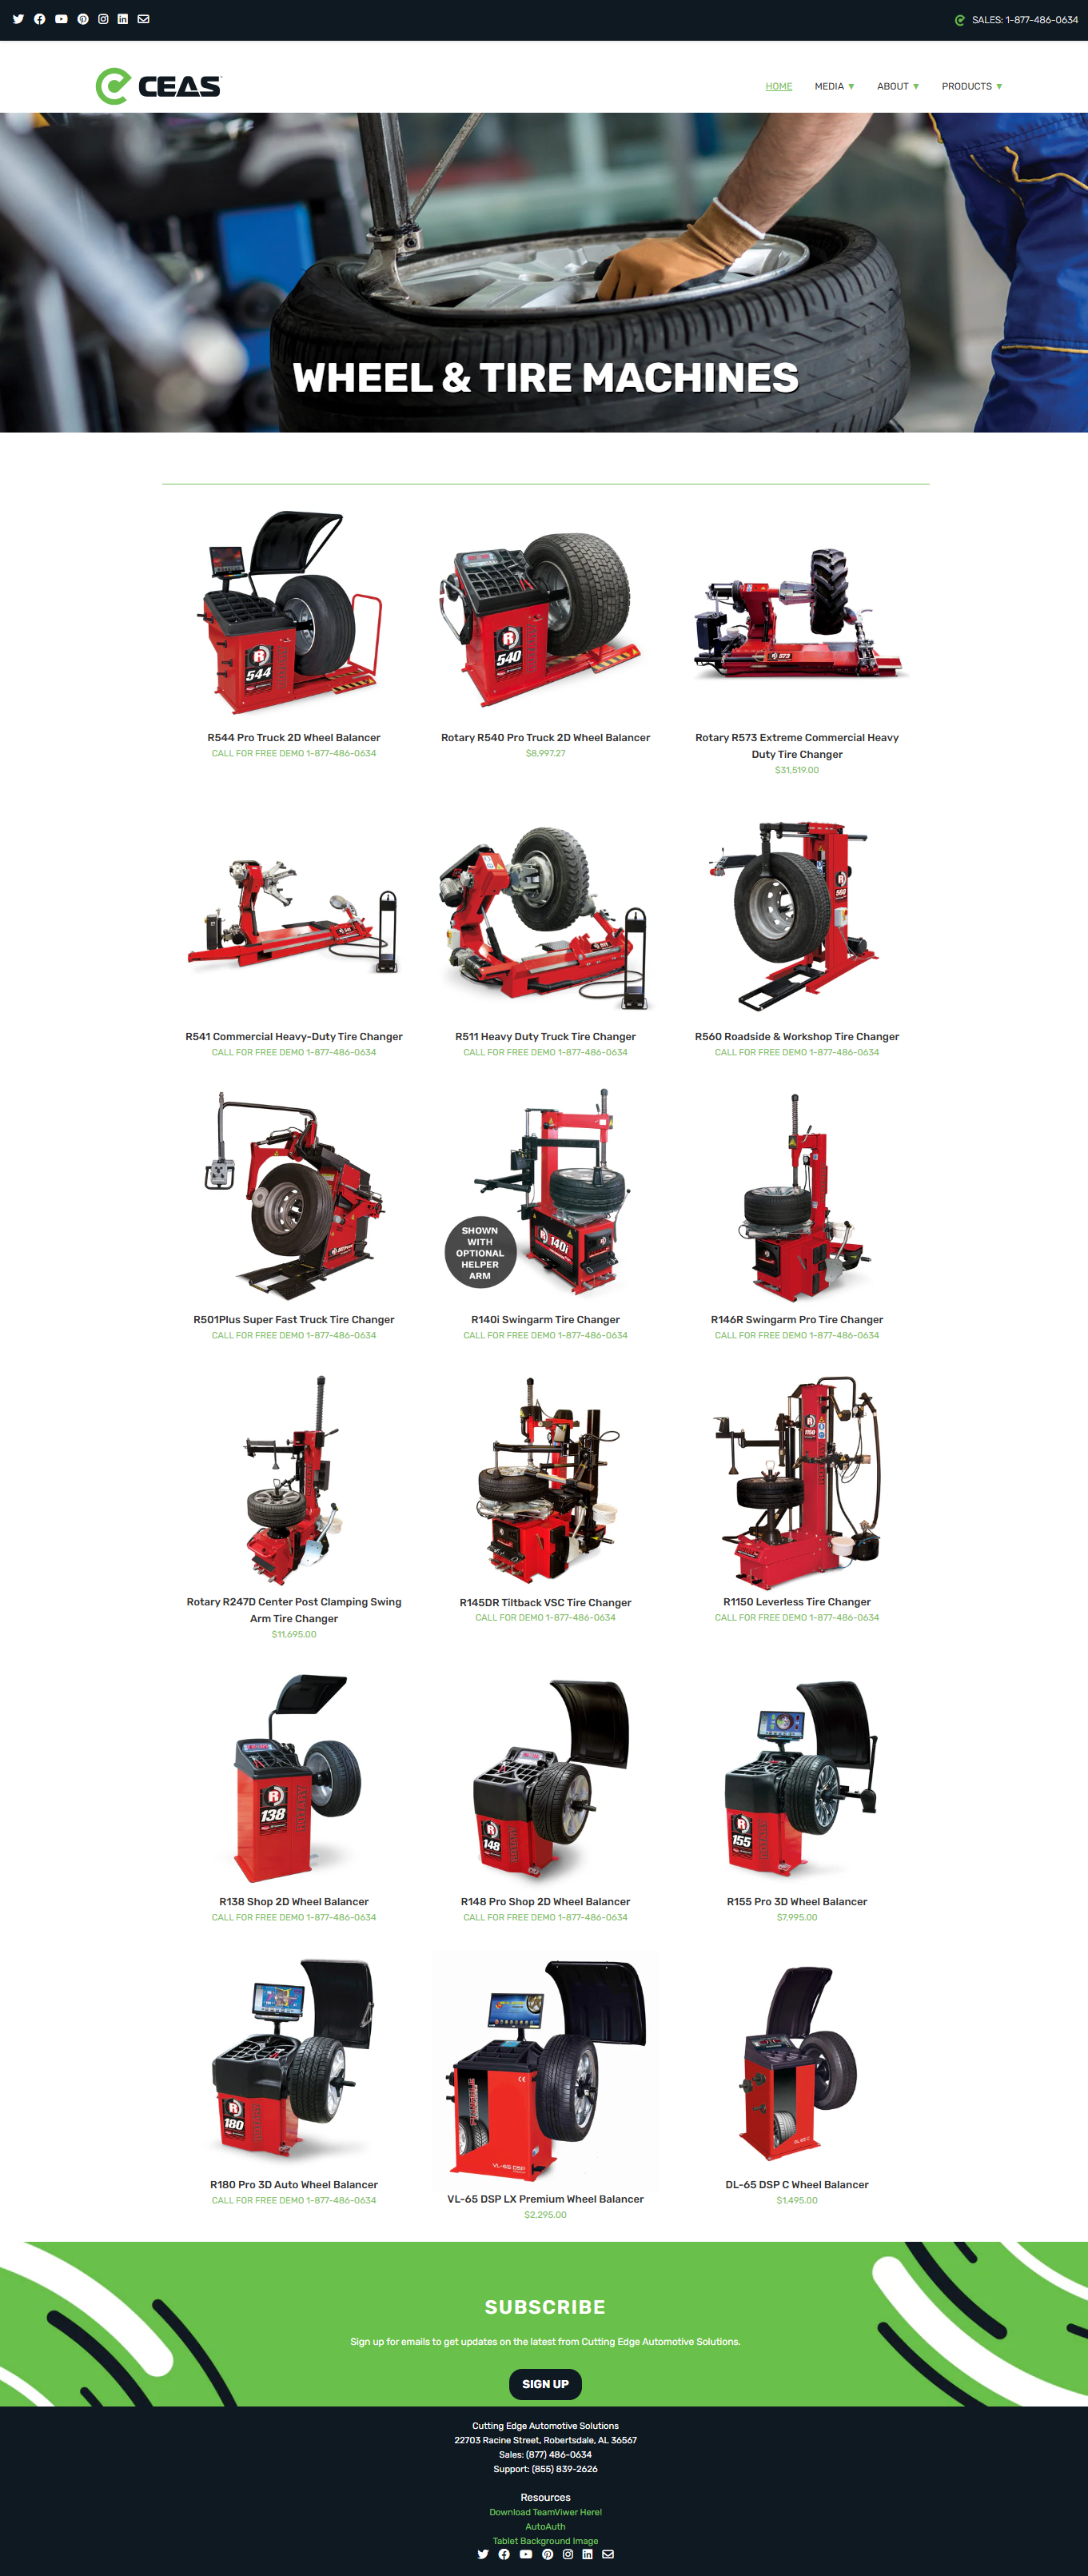 SALES: 1-877-486-0634
CEAS
HOME MEDIA ▼ ABOUT ▼ PRODUCTS ▼
WHEEL & TIRE MACHINES
544
540
573
R544 Pro Truck 2D Wheel Balancer
CALL FOR FREE DEMO 1-877-486-0634
Rotary R540 Pro Truck 2D Wheel Balancer
$8,997.27
Rotary R573 Extreme Commercial Heavy
Duty Tire Changer
$31,519.00
560
R541 Commercial Heavy-Duty Tire Changer
CALL FOR FREE DEMO 1-877-486-0634
R511 Heavy Duty Truck Tire Changer
CALL FOR FREE DEMO 1-877-486-0634
R560 Roadside & Workshop Tire Changer
CALL FOR FREE DEMO 1-877-486-0634
SHOWN
WITH
OPTIONAL
HELPER
ARM
140i
R501Plus Super Fast Truck Tire Changer
CALL FOR FREE DEMO 1-877-486-0634
R140i Swingarm Tire Changer
CALL FOR FREE DEMO 1-877-486-0634
R146R Swingarm Pro Tire Changer
CALL FOR FREE DEMO 1-877-486-0634
1150
Rotary R247D Center Post Clamping Swing
Arm Tire Changer
$11,695.00
R145DR Tiltback VSC Tire Changer
CALL FOR DEMO 1-877-486-0634
R1150 Leverless Tire Changer
CALL FOR FREE DEMO 1-877-486-0634
138
ROTARY
148
155
R138 Shop 2D Wheel Balancer
CALL FOR FREE DEMO 1-877-486-0634
R148 Pro Shop 2D Wheel Balancer
CALL FOR FREE DEMO 1-877-486-0634
R155 Pro 3D Wheel Balancer
$7,995.00
180
VL-65 DSP
R180 Pro 3D Auto Wheel Balancer
CALL FOR FREE DEMO 1-877-486-0634
VL-65 DSP LX Premium Wheel Balancer
$2,295.00
DL-65 DSP C Wheel Balancer
$1,495.00
SUBSCRIBE
Sign up for emails to get updates on the latest from Cutting Edge Automotive Solutions.
SIGN UP
Cutting Edge Automotive Solutions
22703 Racine Street, Robertsdale, AL 36567
Sales: (877) 486-0634
Support: (855) 839-2626
Resources
Download TeamViwer Here!
AutoAuth
Tablet Background Image